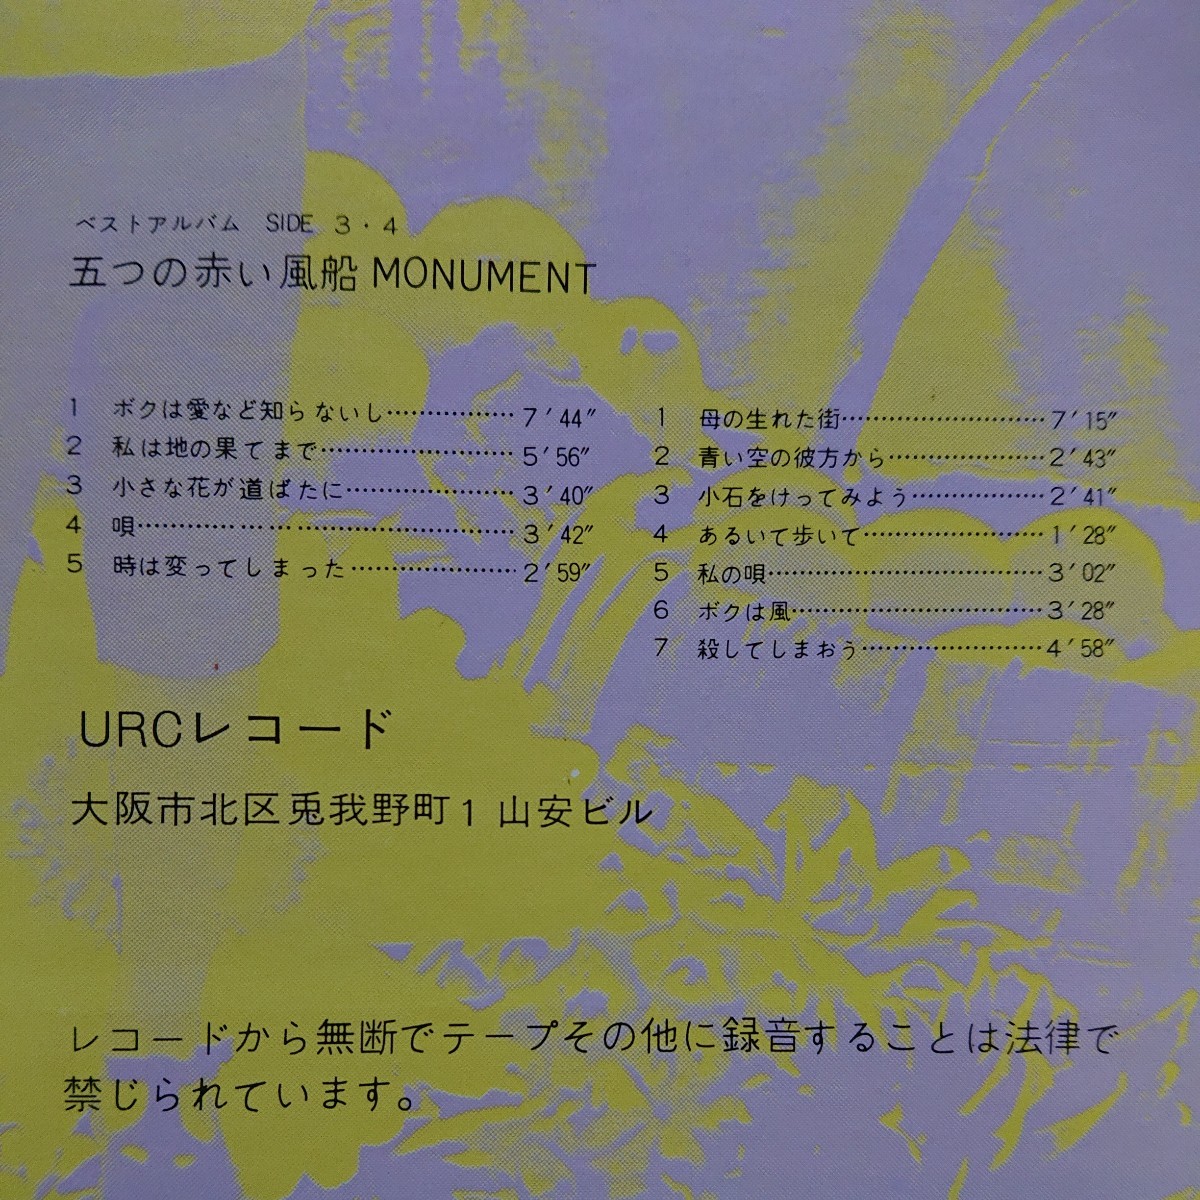 ベストアルバム SIDE 3・4
五つの赤い風船 MONUMENT
1 ボクは愛など知らないし……………7′44″
2 私は地の果てまで……………………5′56″
3 小さな花が道ばたに…………………3′40″
4 唄………………………………………3′42″
5 時は変ってしまった…………………2′59″
1 母の生れた街…………………………7′15″
2 青い空の彼方から……………………2′43″
3 小石をけってみよう…………………2′41″
4 あるいて歩いて………………………1′28″
5 私の唄…………………………………3′02″
6 ボクは風………………………………3′28″
7 殺してしまおう………………………4′58″
URCレコード
大阪市北区兎我野町1 山安ビル
レコードから無断でテープその他に録音することは法律で
禁じられています。